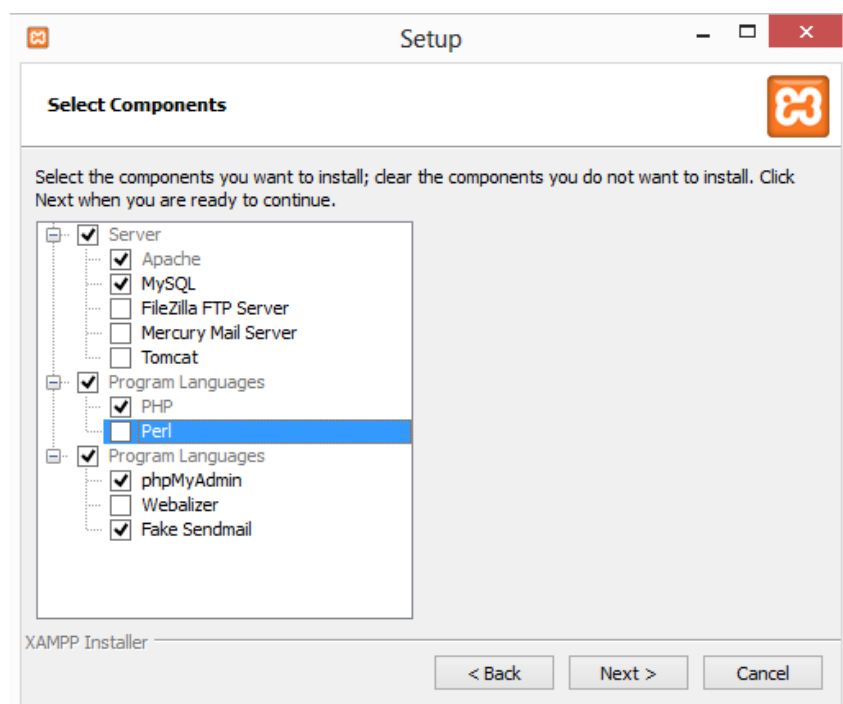 Setup
Select Components
Select the components you want to install; clear the components you do not want to install. Click
Next when you are ready to continue.
Server
Apache
MySQL
FileZilla FTP Server
Mercury Mail Server
Tomcat
Program Languages
PHP
Perl
Program Languages
phpMyAdmin
Webalizer
Fake Sendmail
XAMPP Installer
< Back
Next >
Cancel